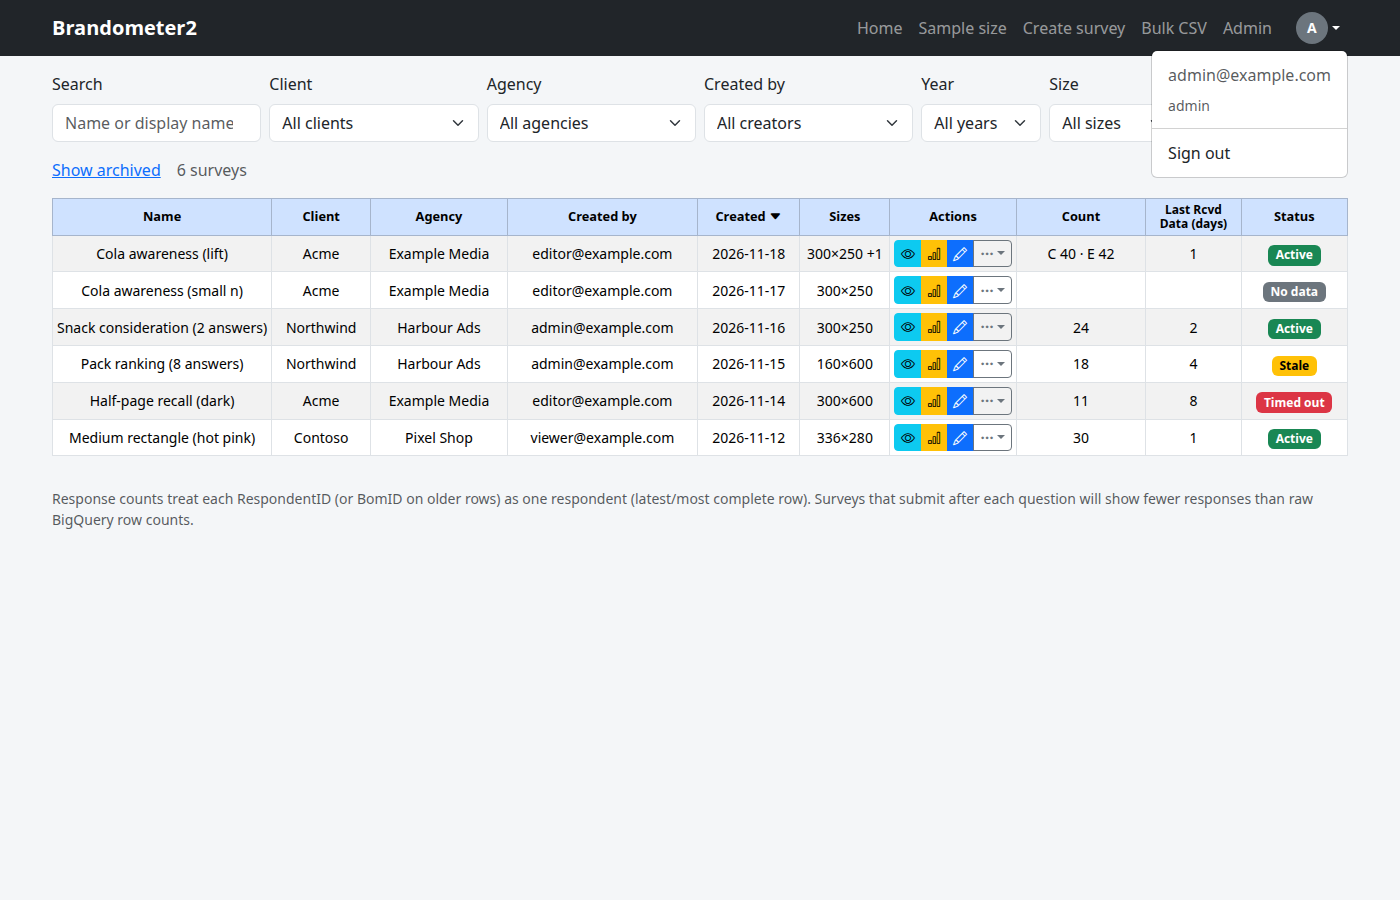 Brandometer2
Home Sample size Create survey Bulk CSV Admin A
admin@example.com
admin
Sign out
Search Client Agency Created by Year Size
Name or display name All clients All agencies All creators All years All sizes
Show archived 6 surveys
Name Client Agency Created by Created Sizes Actions Count Last Rcvd Data (days) Status
Cola awareness (lift) Acme Example Media editor@example.com 2026-11-18 300×250 +1 C 40 · E 42 1 Active
Cola awareness (small n) Acme Example Media editor@example.com 2026-11-17 300×250 No data
Snack consideration (2 answers) Northwind Harbour Ads admin@example.com 2026-11-16 300×250 24 2 Active
Pack ranking (8 answers) Northwind Harbour Ads admin@example.com 2026-11-15 160×600 18 4 Stale
Half-page recall (dark) Acme Example Media editor@example.com 2026-11-14 300×600 11 8 Timed out
Medium rectangle (hot pink) Contoso Pixel Shop viewer@example.com 2026-11-12 336×280 30 1 Active
Response counts treat each RespondentID (or BomID on older rows) as one respondent (latest/most complete row). Surveys that submit after each question will show fewer responses than raw
BigQuery row counts.